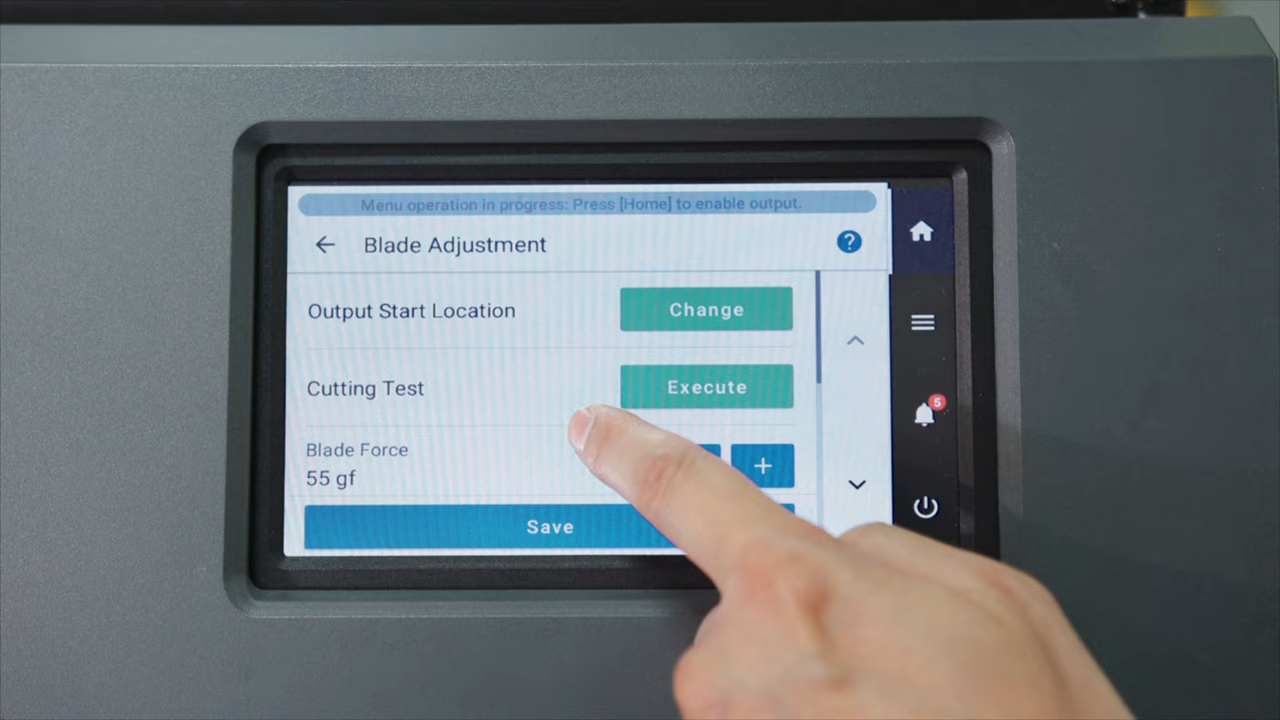 Menu operation in progress: Press [Home] to enable output.
Blade Adjustment
?
Output Start Location
Change
Cutting Test
Execute
5
Blade Force
55 gf
+
Save